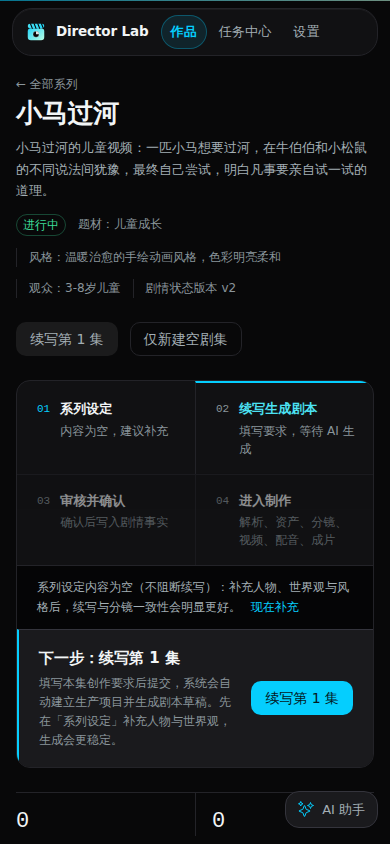 Director Lab 作品 任务中心 设置
← 全部系列
小马过河
小马过河的儿童视频：一匹小马想要过河，在牛伯伯和小松鼠
的不同说法间犹豫，最终自己尝试，明白凡事要亲自试一试的
道理。
进行中 题材：儿童成长
风格：温暖治愈的手绘动画风格，色彩明亮柔和
观众：3-8岁儿童 剧情状态版本 v2
续写第 1 集 仅新建空剧集
01 系列设定
内容为空，建议补充
02 续写生成剧本
填写要求，等待 AI 生
成
03 审核并确认
确认后写入剧情事实
04 进入制作
解析、资产、分镜、
视频、配音、成片
系列设定内容为空（不阻断续写）：补充人物、世界观与风
格后，续写与分镜一致性会明显更好。 现在补充
下一步：续写第 1 集
填写本集创作要求后提交，系统会自
动建立生产项目并生成剧本草稿。先
在「系列设定」补充人物与世界观，
生成会更稳定。
续写第 1 集
0 0
AI 助手